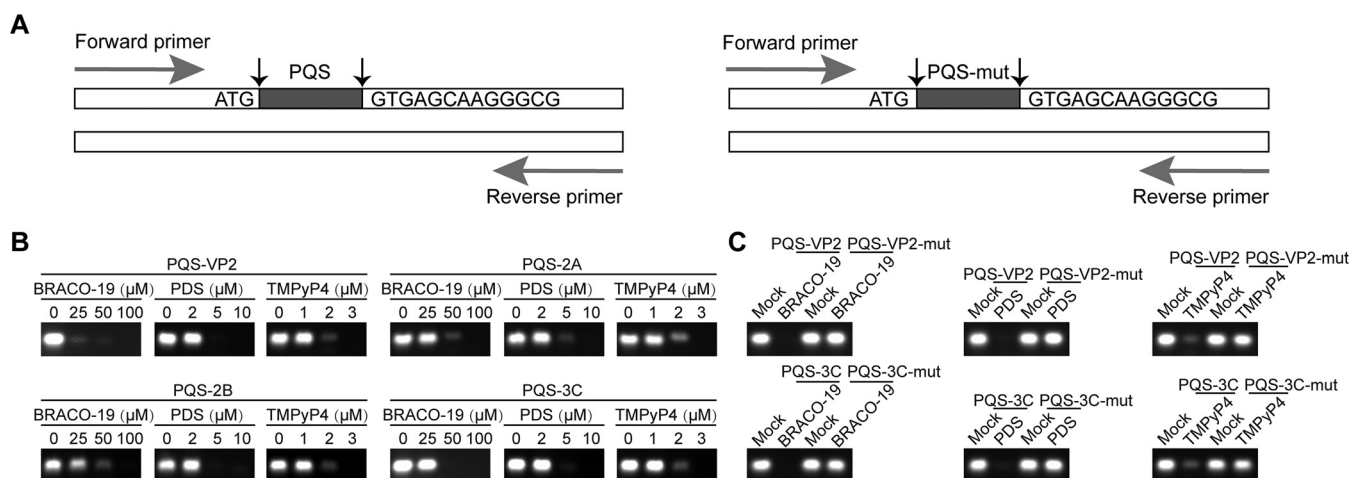 A
Forward primer
PQS
ATG
GTGAGCAAGGGCG
Reverse primer
Forward primer
PQS-mut
ATG
GTGAGCAAGGGCG
Reverse primer
B
PQS-VP2
BRACO-19 (μM) PDS (μM) TMPyP4 (μM)
0 25 50 100 0 2 5 10 0 1 2 3
PQS-2A
BRACO-19 (μM) PDS (μM) TMPyP4 (μM)
0 25 50 100 0 2 5 10 0 1 2 3
PQS-2B
BRACO-19 (μM) PDS (μM) TMPyP4 (μM)
0 25 50 100 0 2 5 10 0 1 2 3
PQS-3C
BRACO-19 (μM) PDS (μM) TMPyP4 (μM)
0 25 50 100 0 2 5 10 0 1 2 3
C
PQS-VP2 PQS-VP2-mut
Mock BRACO-19 Mock BRACO-19
PQS-VP2 PQS-VP2-mut
Mock PDS Mock PDS
PQS-VP2 PQS-VP2-mut
Mock TMPyP4 Mock TMPyP4
PQS-3C PQS-3C-mut
Mock BRACO-19 Mock BRACO-19
PQS-3C PQS-3C-mut
Mock PDS Mock PDS
PQS-3C PQS-3C-mut
Mock TMPyP4 Mock TMPyP4